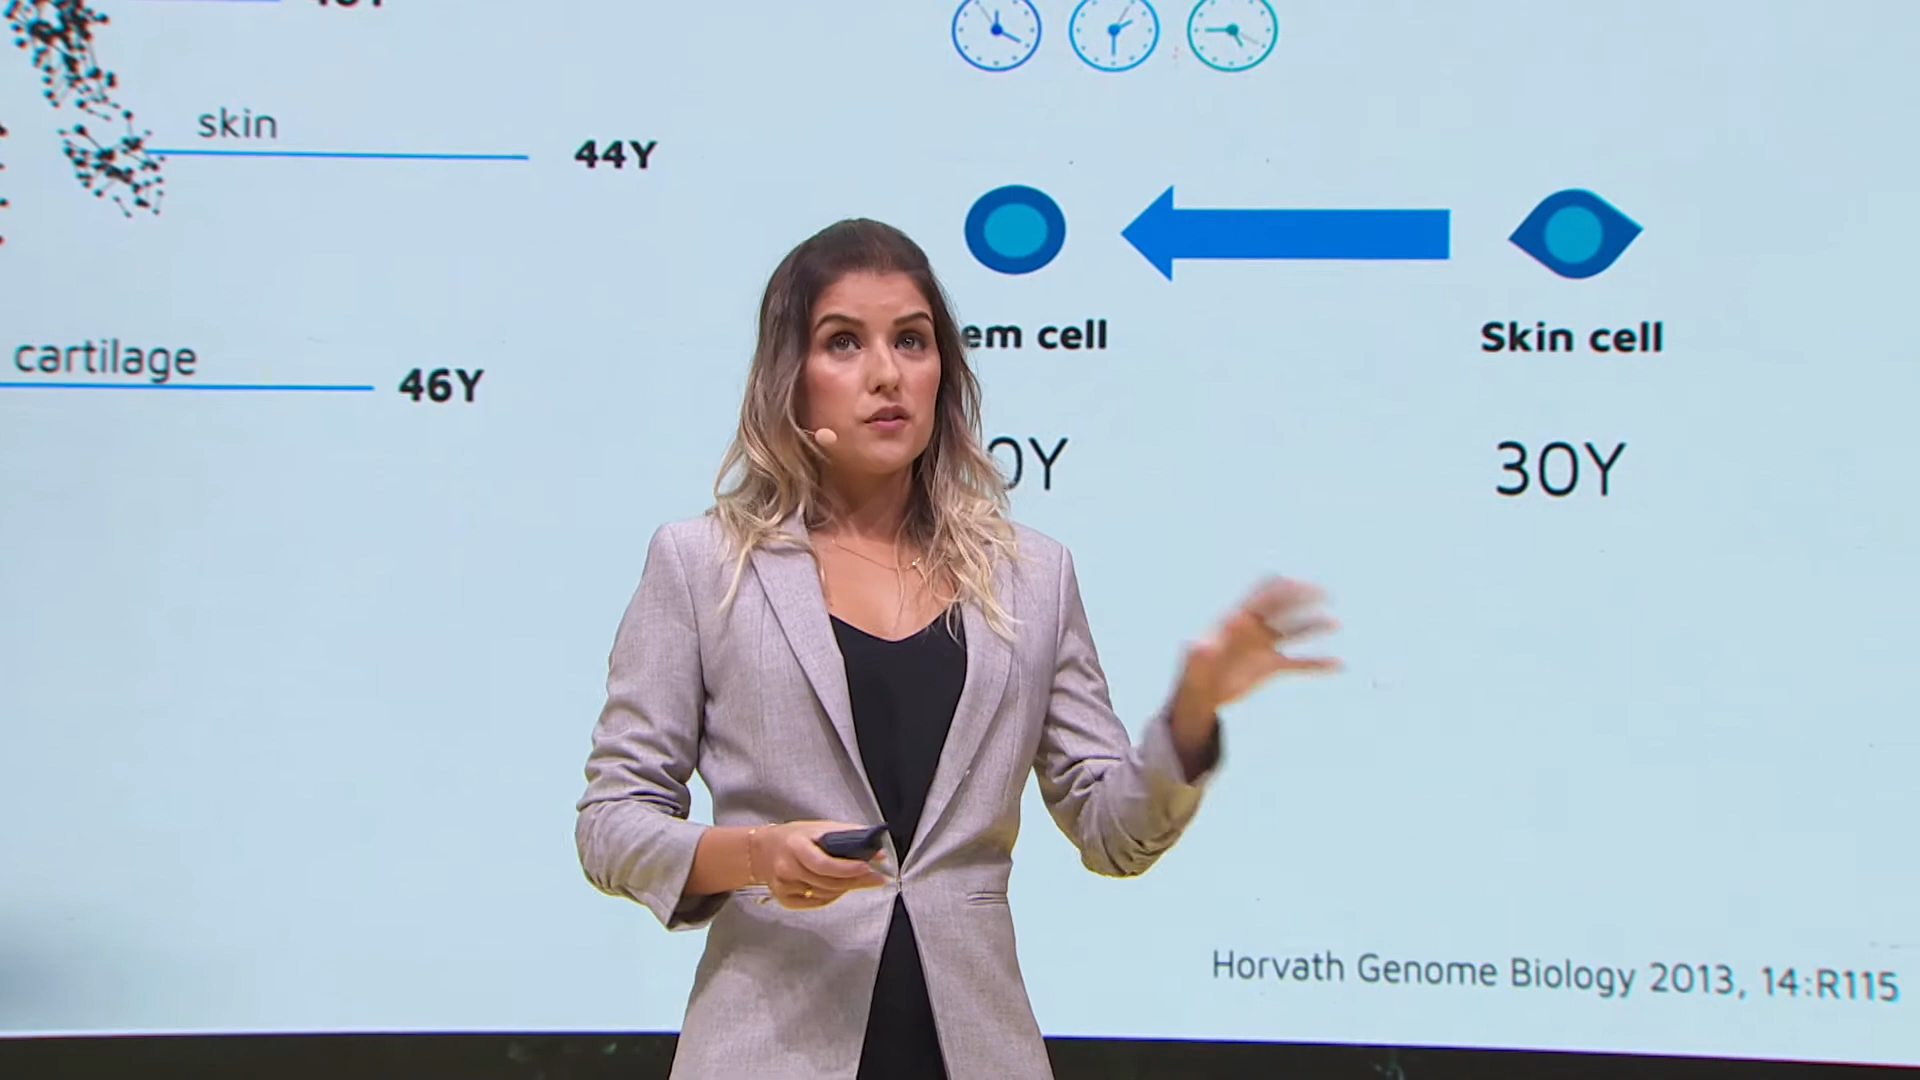 skin
44Y
cartilage
46Y
em cell
Skin cell
0Y
30Y
Horvath Genome Biology 2013, 14:R115